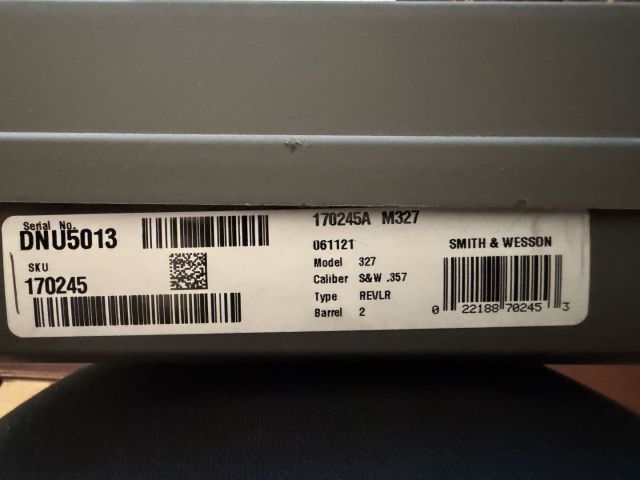 Serial No.
DNU5013
SKU
170245
170245A M327
061121
Model 327
Caliber S&W .357
Type REVLR
Barrel 2
SMITH & WESSON
0 22188 70245 3